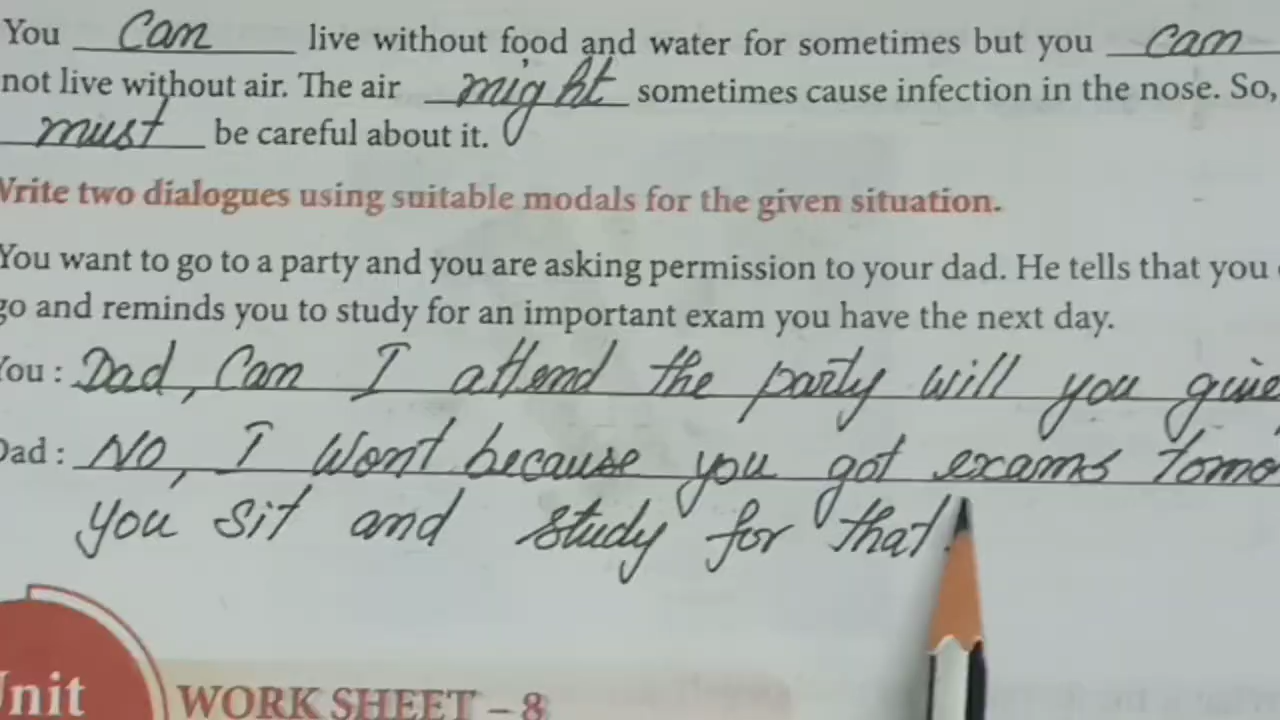 You Can live without food and water for sometimes but you can
not live without air. The air might sometimes cause infection in the nose. So,
must be careful about it.
Write two dialogues using suitable modals for the given situation.
You want to go to a party and you are asking permission to your dad. He tells that you
go and reminds you to study for an important exam you have the next day.
You : Dad, Can I attend the party will you give
Dad : No, I Won't because you got exams tomo
you sit and study for that.
Unit
WORK SHEET – 8